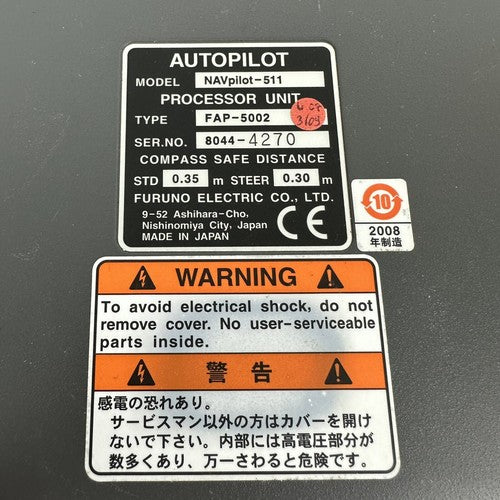 AUTOPILOT
MODEL NAVpilot-511
PROCESSOR UNIT
TYPE FAP-5002
SER.NO. 8044-4270
COMPASS SAFE DISTANCE
STD 0.35 m STEER 0.30 m
FURUNO ELECTRIC CO., LTD.
9-52 Ashihara-Cho,
Nishinomiya City, Japan
MADE IN JAPAN
CE
10
2008
年制造
WARNING
To avoid electrical shock, do not
remove cover. No user-serviceable
parts inside.
警告
感電の恐れあり。
サービスマン以外の方はカバーを開け
ないで下さい。内部には高電圧部分が
数多くあり、万一さわると危険です。